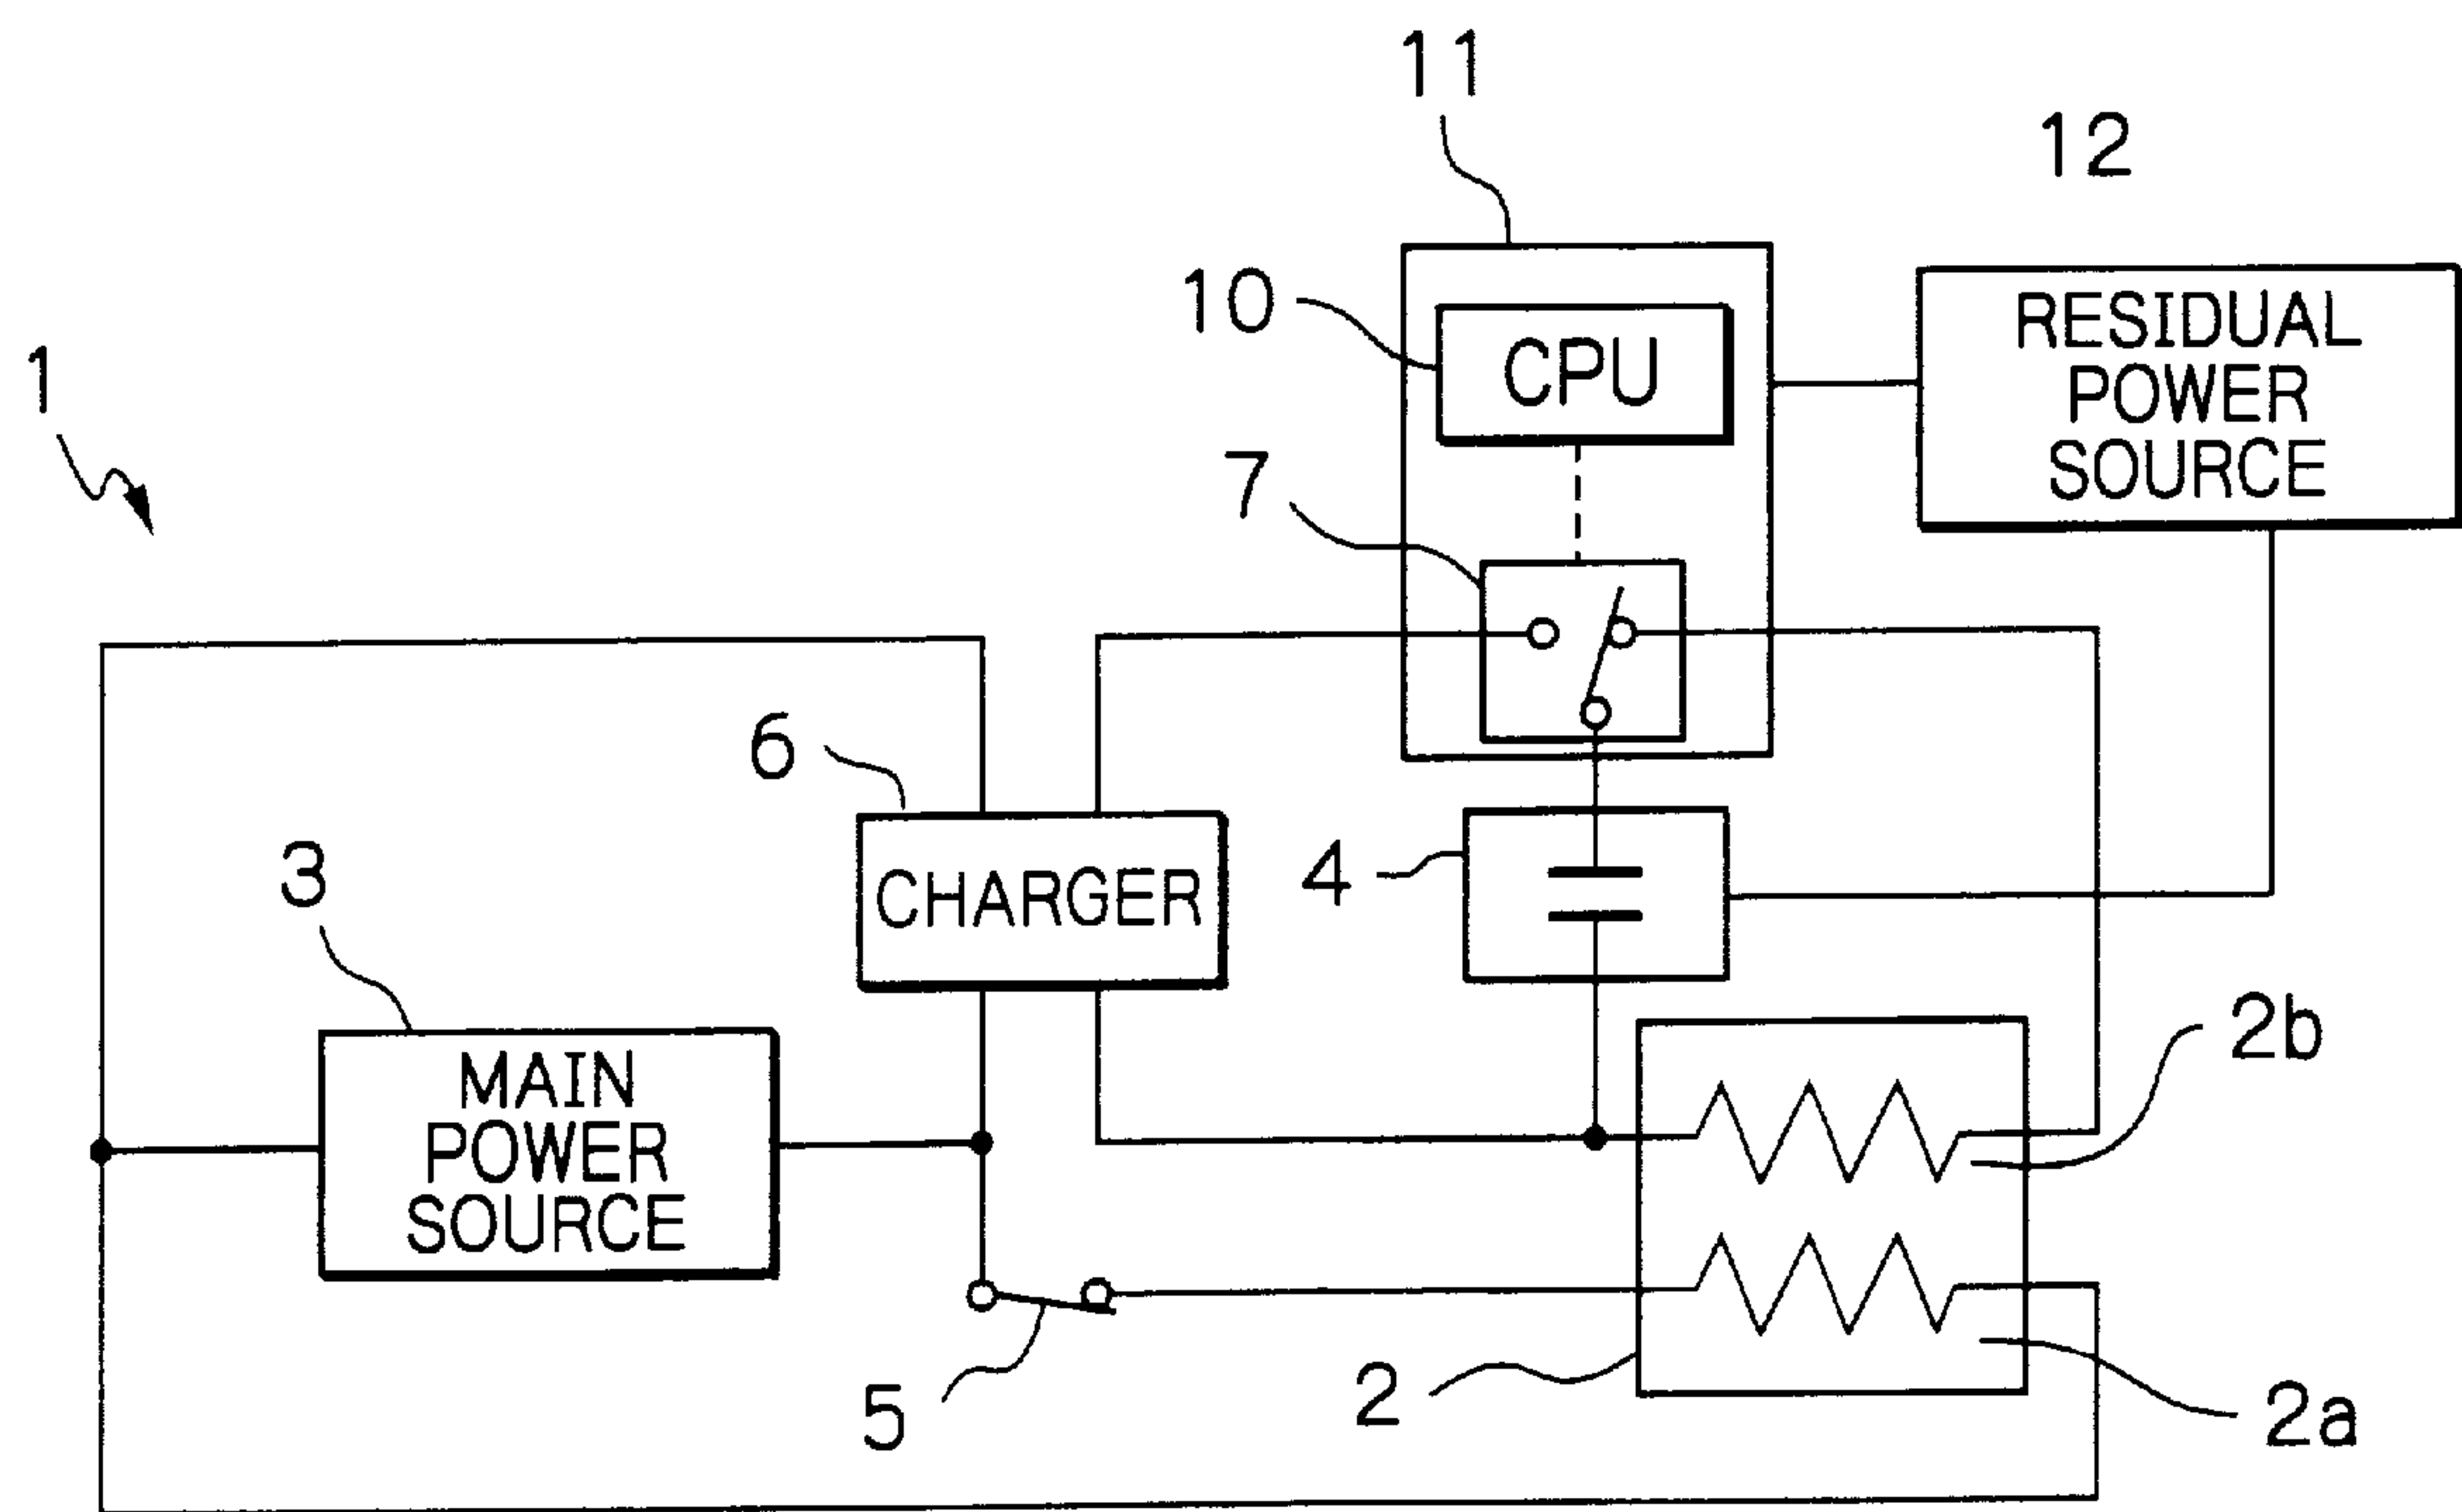 11
12
10
CPU
RESIDUAL
POWER
SOURCE
1
7
6
3
CHARGER
4
MAIN
POWER
SOURCE
2b
5
2
2a